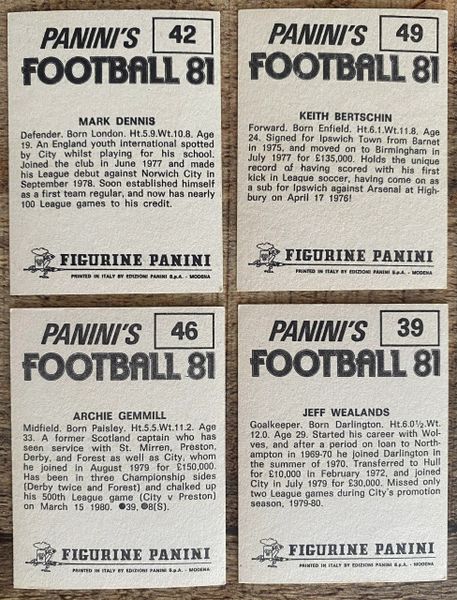 PANINI'S 42
FOOTBALL 81
MARK DENNIS
Defender. Born London. Ht.5.9.Wt.10.8. Age
19. An England youth international spotted
by City whilst playing for his school.
Joined the club in June 1977 and made
his League debut against Norwich City in
September 1978. Soon established himself
as a first team regular, and now has nearly
100 League games to his credit.
FIGURINE PANINI
PRINTED IN ITALY BY EDIZIONI PANINI S.p.A. - MODENA
PANINI'S 49
FOOTBALL 81
KEITH BERTSCHIN
Forward. Born Enfield. Ht.6.1.Wt.11.8, Age
24. Signed for Ipswich Town from Barnet
in 1975, and moved on to Birmingham in
July 1977 for £135,000. Holds the unique
record of having scored with his first
kick in League soccer, having come on as
a sub for Ipswich against Arsenal at High-
bury on April 17 1976!
FIGURINE PANINI
PRINTED IN ITALY BY EDIZIONI PANINI S.p.A. - MODENA
PANINI'S 46
FOOTBALL 81
ARCHIE GEMMILL
Midfield. Born Paisley. Ht.5.5.Wt.11.2. Age
33. A former Scotland captain who has
seen service with St. Mirren, Preston,
Derby, and Forest as well as City, whom
he joined in August 1979 for £150,000.
Has been in three Championship sides
(Derby twice and Forest) and chalked up
his 500th League game (City v Preston)
on March 15 1980. ●39, ●8(S).
FIGURINE PANINI
PRINTED IN ITALY BY EDIZIONI PANINI S.p.A. - MODENA
PANINI'S 39
FOOTBALL 81
JEFF WEALANDS
Goalkeeper. Born Darlington. Ht.6.0½.Wt.
12.0. Age 29. Started his career with Wol-
ves, and after a period on loan to North-
ampton in 1969-70 he joined Darlington in
the summer of 1970. Transferred to Hull
for £10,000 in February 1972, and joined
City in July 1979 for £30,000. Missed only
two League games during City's promotion
season, 1979-80.
FIGURINE PANINI
PRINTED IN ITALY BY EDIZIONI PANINI S.p.A. - MODENA